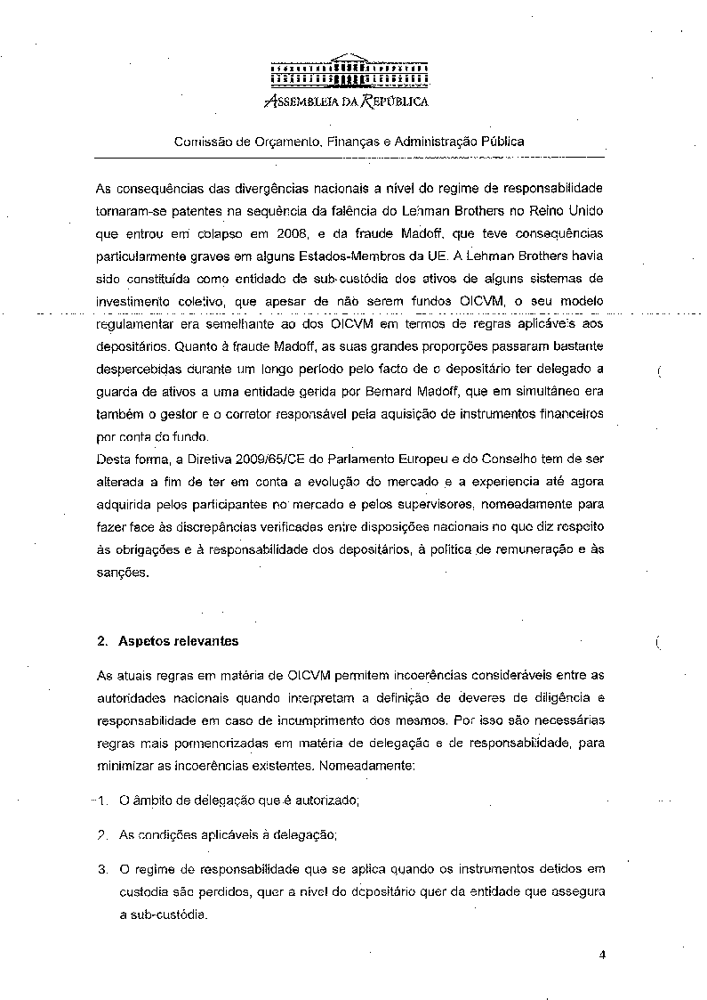 ASSEMBLEIA DA REPÚBLICA
Comissão de Orçamento, Finanças e Administração Pública
As consequências das divergências nacionais a nível do regime de responsabilidade
tornaram-se patentes na sequência da falência do Lehman Brothers no Reino Unido
que entrou em colapso em 2008, e da fraude Madoff, que teve consequências
particularmente graves em alguns Estados-Membros da UE. A Lehman Brothers havia
sido constituída como entidade de sub-custódia dos ativos de alguns sistemas de
investimento coletivo, que apesar de não serem fundos OICVM, o seu modelo
regulamentar era semelhante ao dos OICVM em termos de regras aplicáveis aos
depositários. Quanto à fraude Madoff, as suas grandes proporções passaram bastante
despercebidas durante um longo período pelo facto de o depositário ter delegado a
guarda de ativos a uma entidade gerida por Bernard Madoff, que em simultâneo era
também o gestor e o corretor responsável pela aquisição de instrumentos financeiros
por conta do fundo.
Desta forma, a Diretiva 2009/65/CE do Parlamento Europeu e do Conselho tem de ser
alterada a fim de ter em conta a evolução do mercado e a experiencia até agora
adquirida pelos participantes no mercado e pelos supervisores, nomeadamente para
fazer face às discrepâncias verificadas entre disposições nacionais no que diz respeito
às obrigações e à responsabilidade dos depositários, à política de remuneração e às
sanções.
2. Aspetos relevantes
As atuais regras em matéria de OICVM permitem incoerências consideráveis entre as
autoridades nacionais quando interpretam a definição de deveres de diligência e
responsabilidade em caso de incumprimento dos mesmos. Por isso são necessárias
regras mais pormenorizadas em matéria de delegação e de responsabilidade, para
minimizar as incoerências existentes. Nomeadamente:
1. O âmbito de delegação que é autorizado;
2. As condições aplicáveis à delegação;
3. O regime de responsabilidade que se aplica quando os instrumentos detidos em
custodia são perdidos, quer a nível do depositário quer da entidade que assegura
a sub-custódia.
4